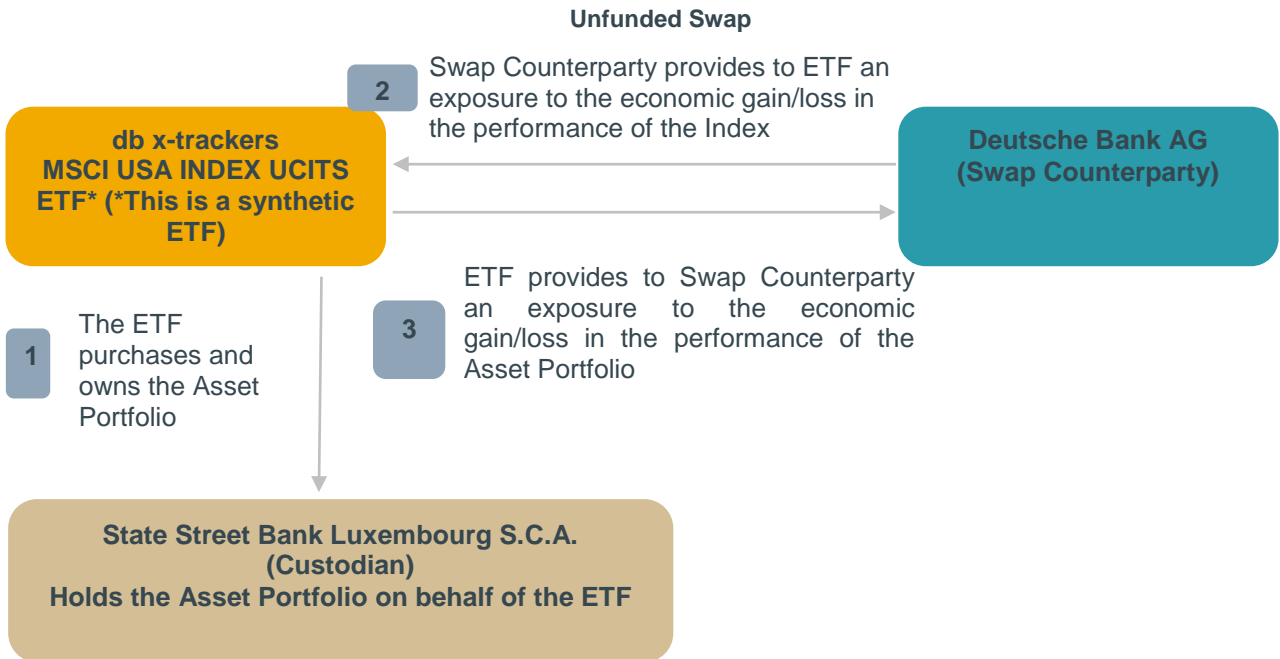 Unfunded Swap
2
Swap Counterparty provides to ETF an
exposure to the economic gain/loss in
the performance of the Index
db x-trackers
MSCI USA INDEX UCITS
ETF* (*This is a synthetic
ETF)
Deutsche Bank AG
(Swap Counterparty)
1
The ETF
purchases and
owns the Asset
Portfolio
3
ETF provides to Swap Counterparty
an exposure to the economic
gain/loss in the performance of the
Asset Portfolio
State Street Bank Luxembourg S.C.A.
(Custodian)
Holds the Asset Portfolio on behalf of the ETF